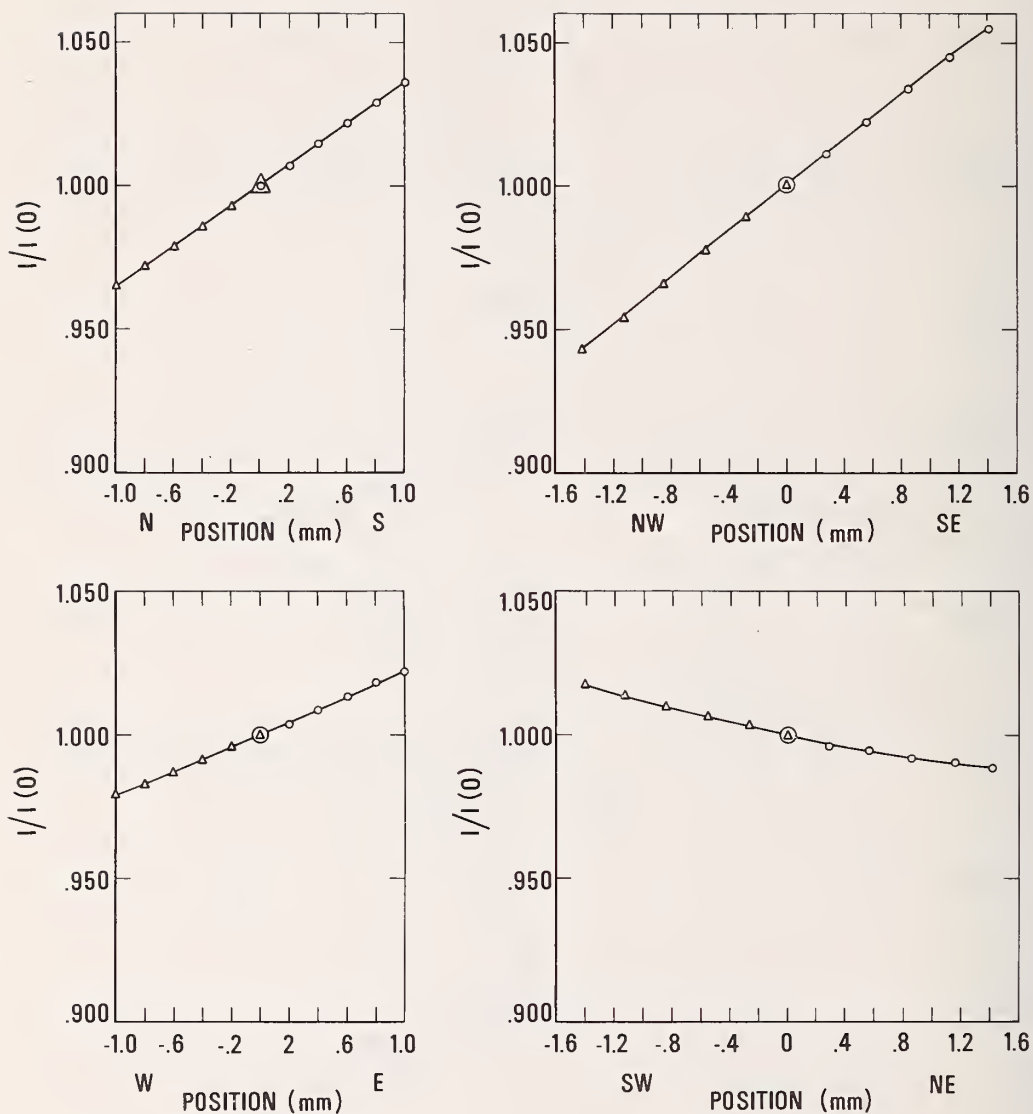 1.050
1.000
.950
.900
I/I(0)
-1.0 -.6 -.2 .2 .6 1.0
N POSITION (mm) S
1.050
1.000
.950
.900
I/I(0)
-1.6 -1.2 -.8 -.4 0 .4 .8 1.2 1.6
NW POSITION (mm) SE
1.050
1.000
.950
.900
I/I(0)
-1.0 -.6 -.2 2 .6 1.0
W E
POSITION (mm)
1.050
1.000
.950
.900
I/I(0)
-1.6 -1.2 -.8 -.4 0 .4 .8 1.2 1.6
SW NE
POSITION (mm)